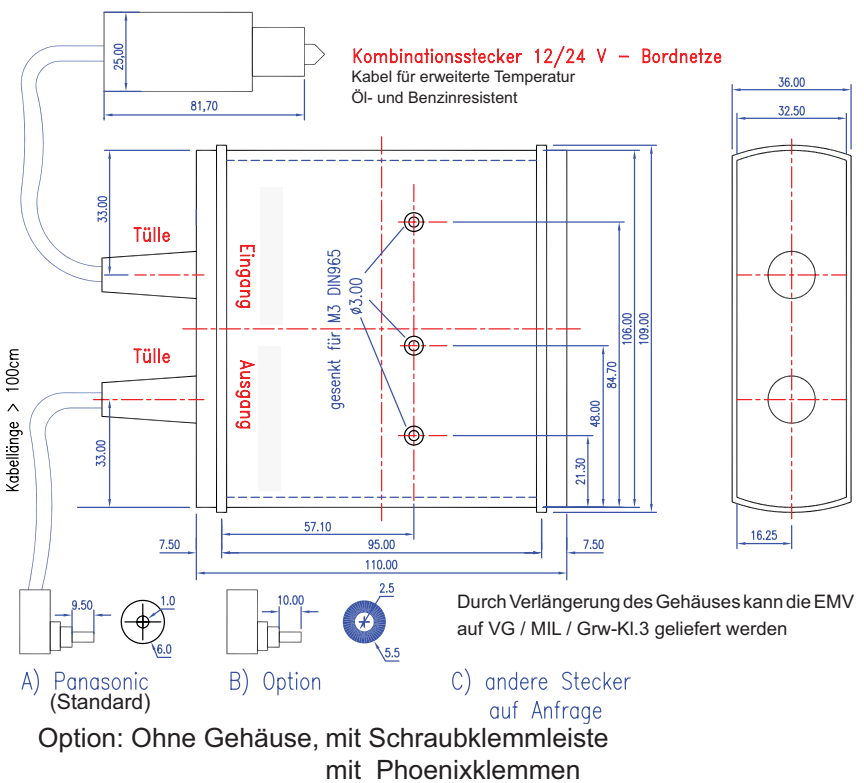 25,00
81,70
Kombinationsstecker 12/24 V – Bordnetze
Kabel für erweiterte Temperatur
Öl- und Benzinresistent
36.00
32.50
33.00
Tülle
Eingang
gesenkt für M3 DIN965
ø3.00
Tülle
Ausgang
Kabellänge > 100cm
33.00
21.30
48.00
84.70
106.00
109.00
57.10
7.50
95.00
7.50
110.00
16.25
9.50
1.0
6.0
10.00
2.5
5.5
Durch Verlängerung des Gehäuses kann die EMV
auf VG / MIL / Grw-Kl.3 geliefert werden
A) Panasonic
(Standard)
B) Option
C) andere Stecker
auf Anfrage
Option: Ohne Gehäuse, mit Schraubklemmleiste
mit Phoenixklemmen